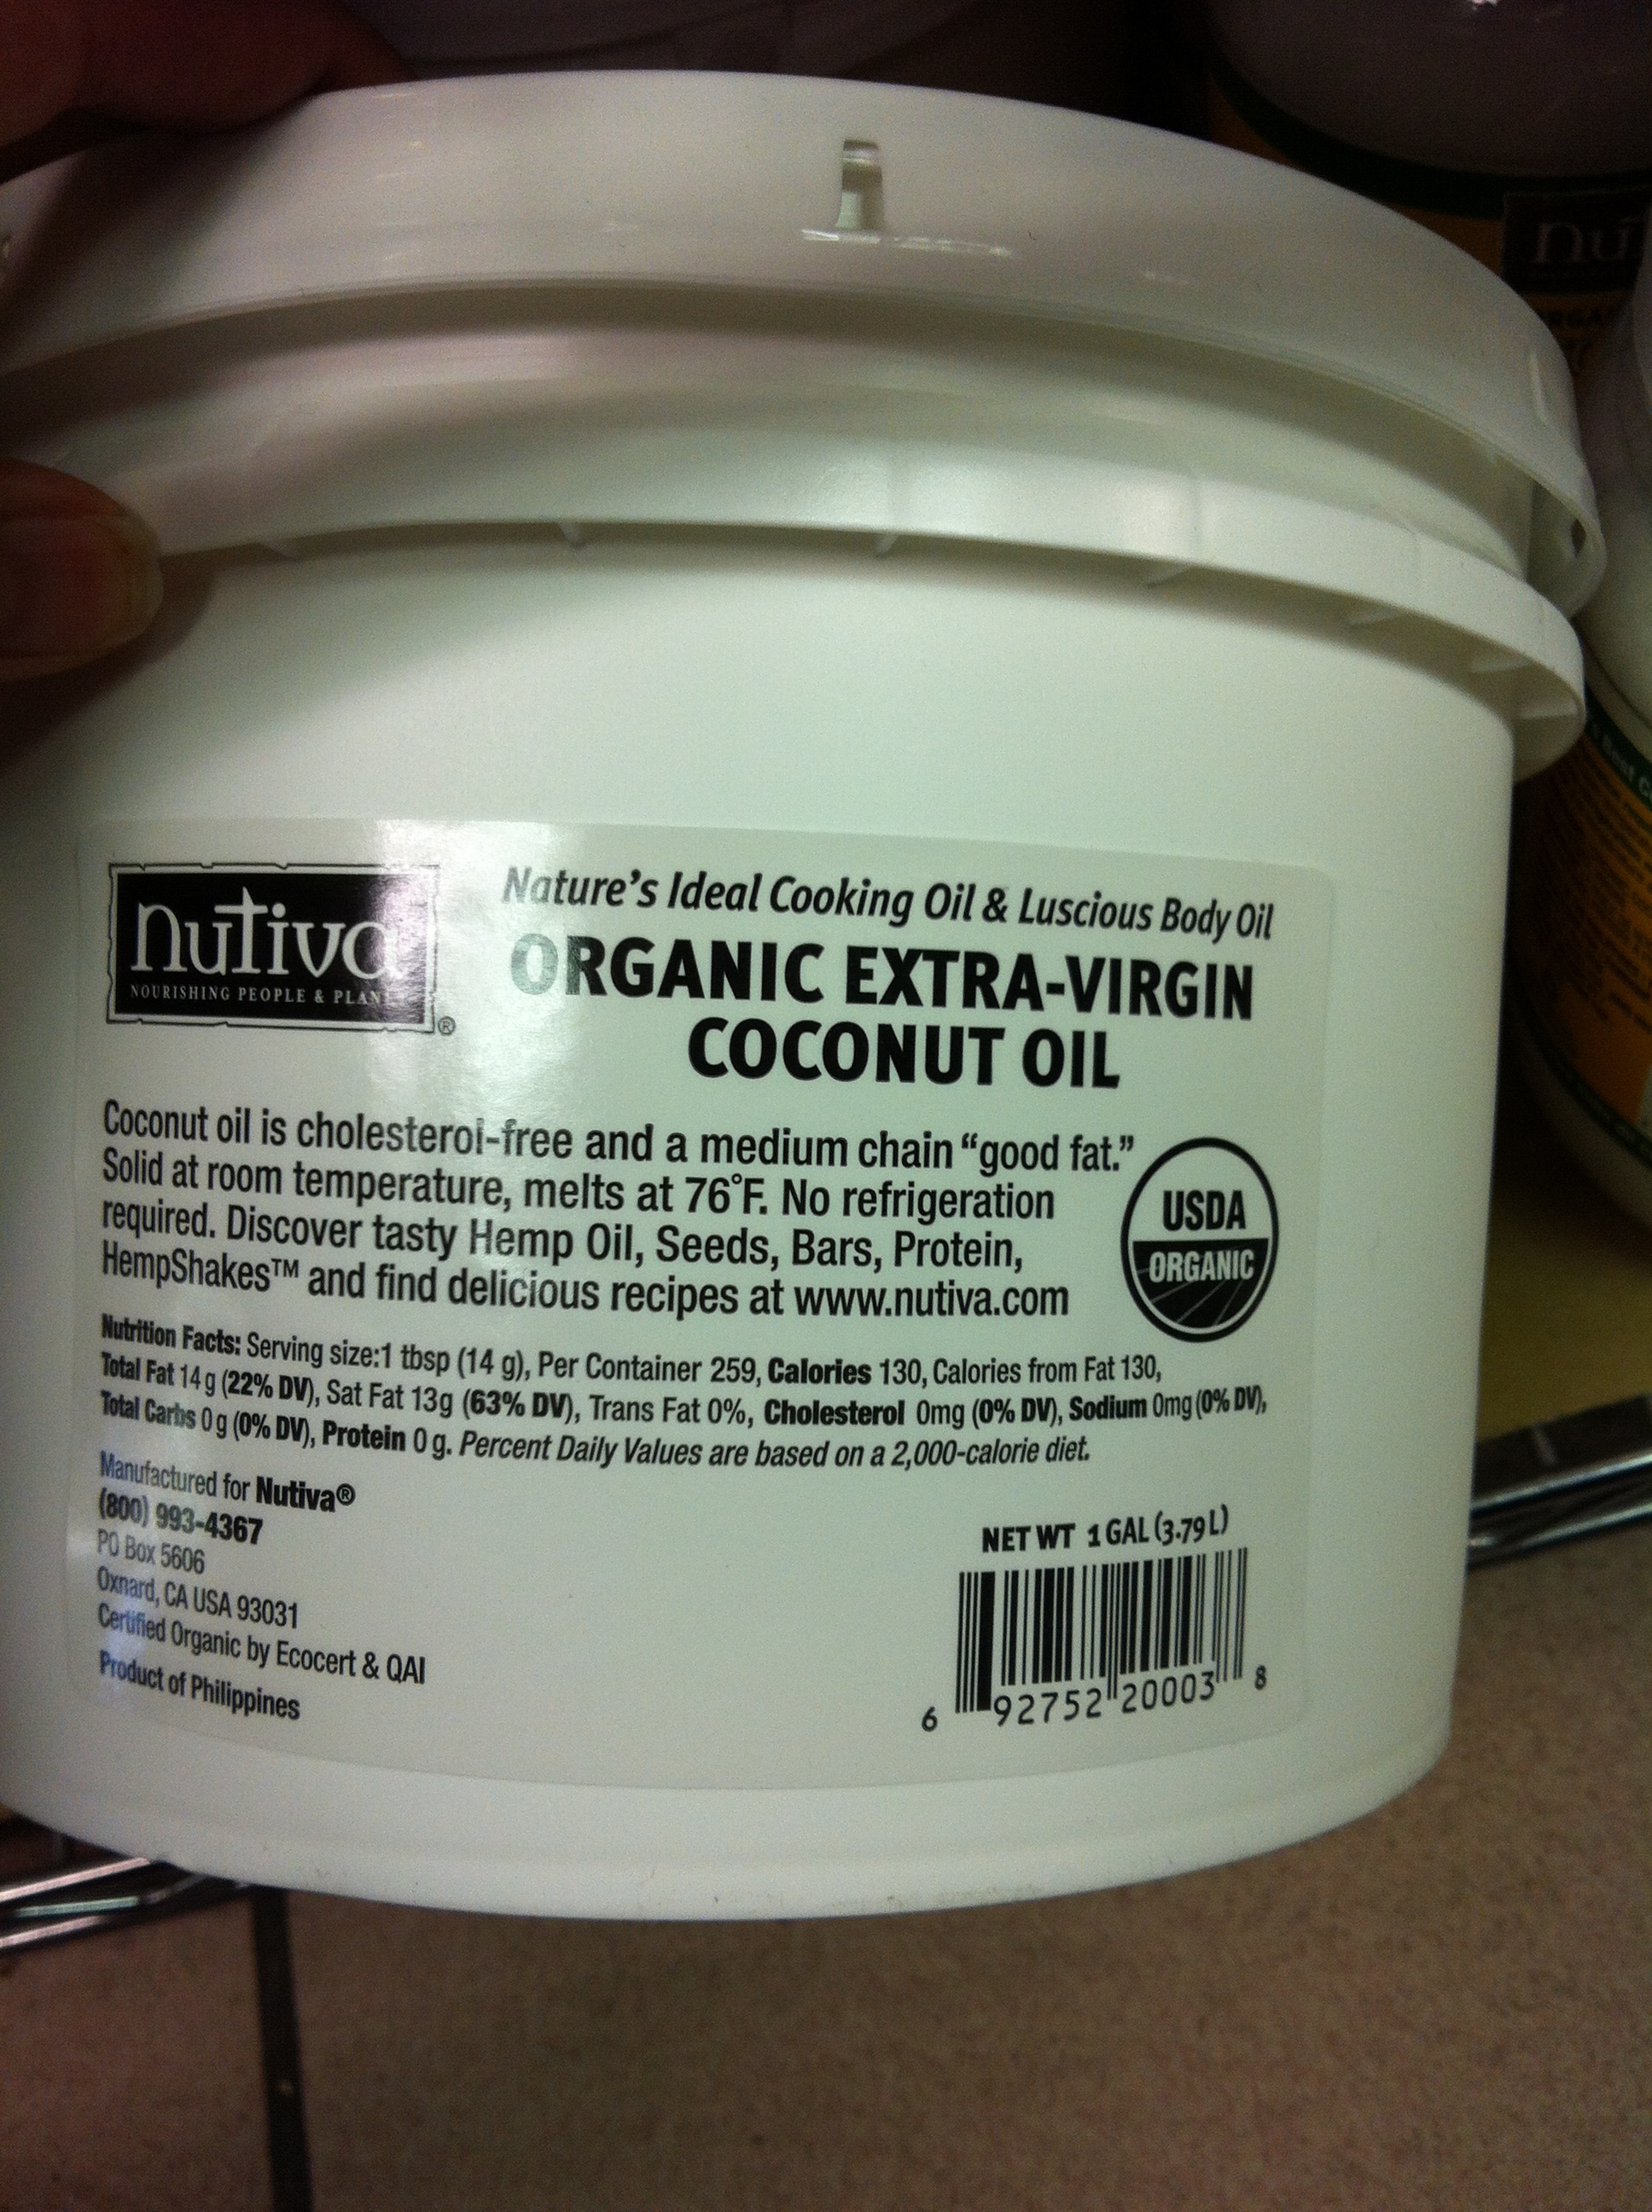 nutiva
NOURISHING PEOPLE & PLANET
®
Nature's Ideal Cooking Oil & Luscious Body Oil
ORGANIC EXTRA-VIRGIN
COCONUT OIL
Coconut oil is cholesterol-free and a medium chain “good fat.”
Solid at room temperature, melts at 76°F. No refrigeration
required. Discover tasty Hemp Oil, Seeds, Bars, Protein,
HempShakes™ and find delicious recipes at www.nutiva.com
USDA
ORGANIC
Nutrition Facts: Serving size:1 tbsp (14 g), Per Container 259, Calories 130, Calories from Fat 130,
Total Fat 14 g (22% DV), Sat Fat 13g (63% DV), Trans Fat 0%, Cholesterol 0mg (0% DV), Sodium 0mg (0% DV),
Total Carbs 0 g (0% DV), Protein 0 g. Percent Daily Values are based on a 2,000-calorie diet.
Manufactured for Nutiva®
(800) 993-4367
PO Box 5606
Oxnard, CA USA 93031
Certified Organic by Ecocert & QAI
Product of Philippines
NET WT 1 GAL (3.79 L)
6 92752 20003 8
nu